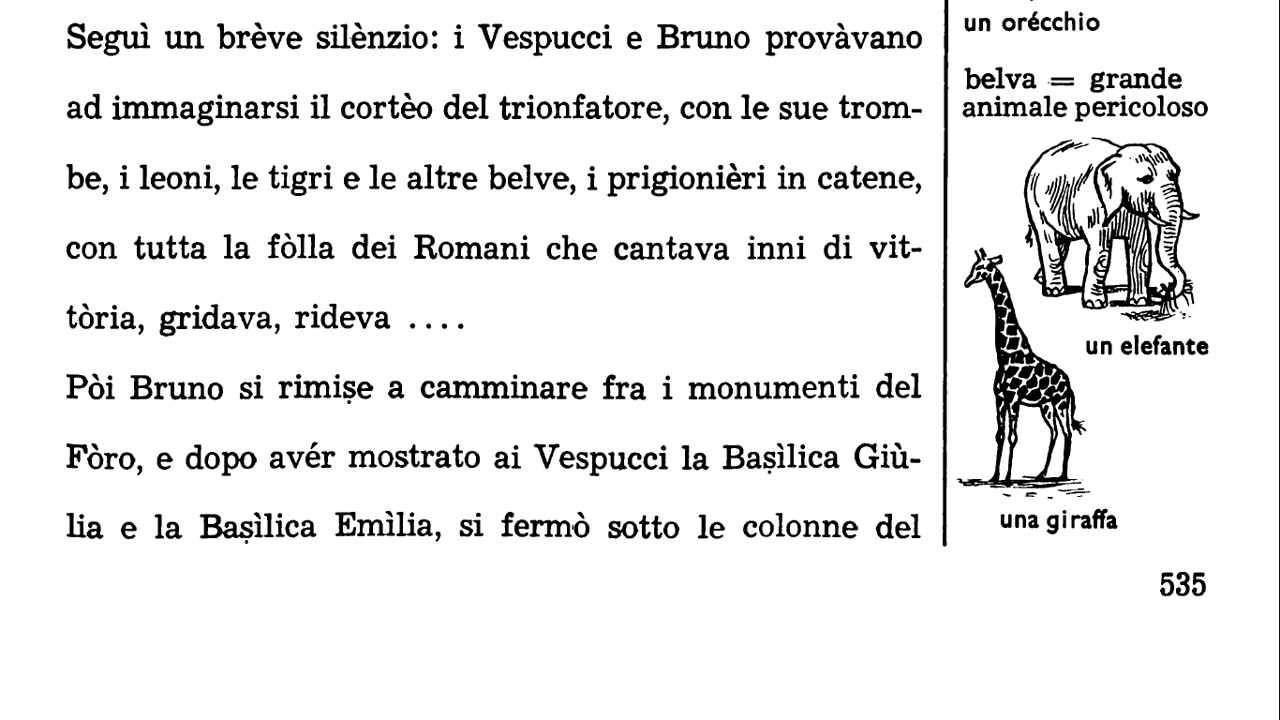 Seguì un brève silènzio: i Vespucci e Bruno provàvano
ad immaginarsi il cortèo del trionfatore, con le sue trom-
be, i leoni, le tigri e le altre belve, i prigionièri in catene,
con tutta la fòlla dei Romani che cantava inni di vit-
tòria, gridava, rideva ....
Pòi Bruno si rimiṣe a camminare fra i monumenti del
Fòro, e dopo avér mostrato ai Vespucci la Baṣìlica Giù-
lia e la Baṣìlica Emìlia, si fermò sotto le colonne del
un orécchio
belva = grande
animale pericoloso
un elefante
una giraffa
535